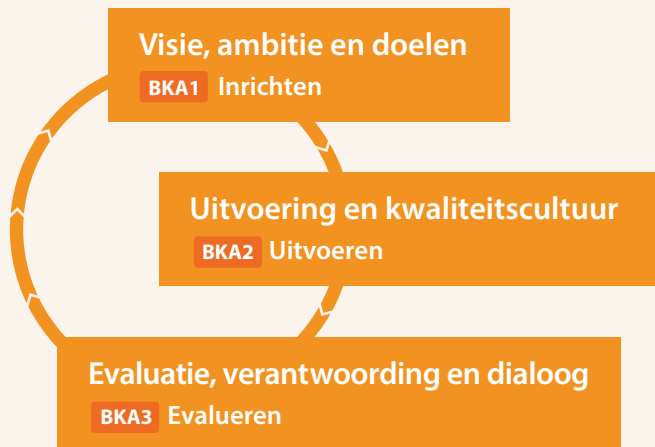 Visie, ambitie en doelen
BKA1 Inrichten
Uitvoering en kwaliteitscultuur
BKA2 Uitvoeren
Evaluatie, verantwoording en dialoog
BKA3 Evalueren